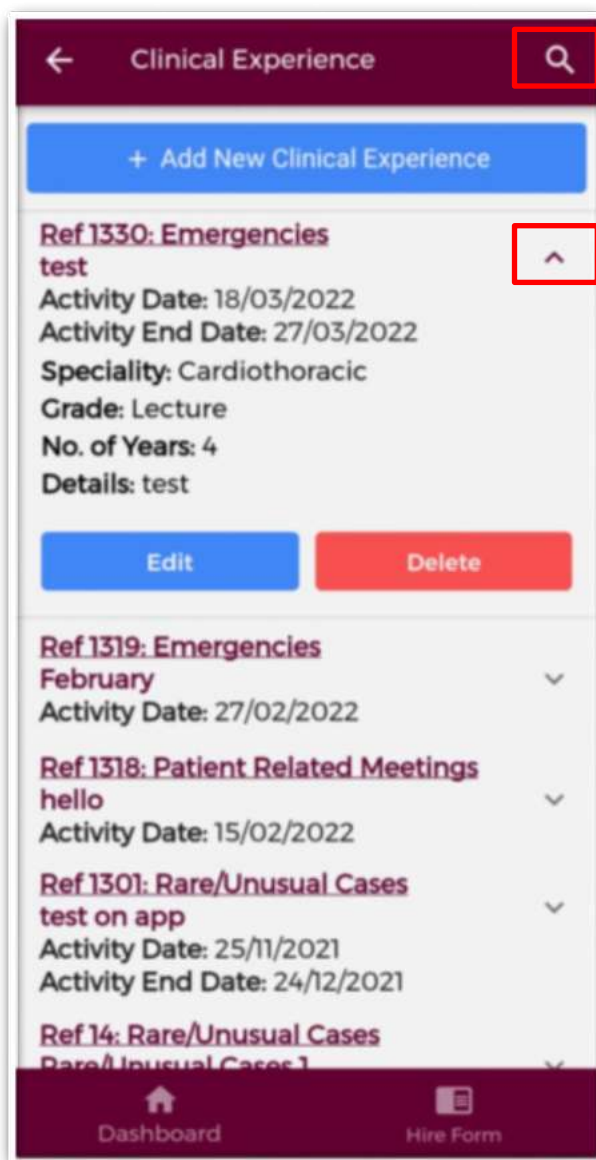 Clinical Experience
+ Add New Clinical Experience
Ref 1330: Emergencies
test
Activity Date: 18/03/2022
Activity End Date: 27/03/2022
Speciality: Cardiothoracic
Grade: Lecture
No. of Years: 4
Details: test
Edit Delete
Ref 1319: Emergencies
February
Activity Date: 27/02/2022
Ref 1318: Patient Related Meetings
hello
Activity Date: 15/02/2022
Ref 1301: Rare/Unusual Cases
test on app
Activity Date: 25/11/2021
Activity End Date: 24/12/2021
Ref 14: Rare/Unusual Cases
Rare/Unusual Cases 1
Dashboard Hire Form